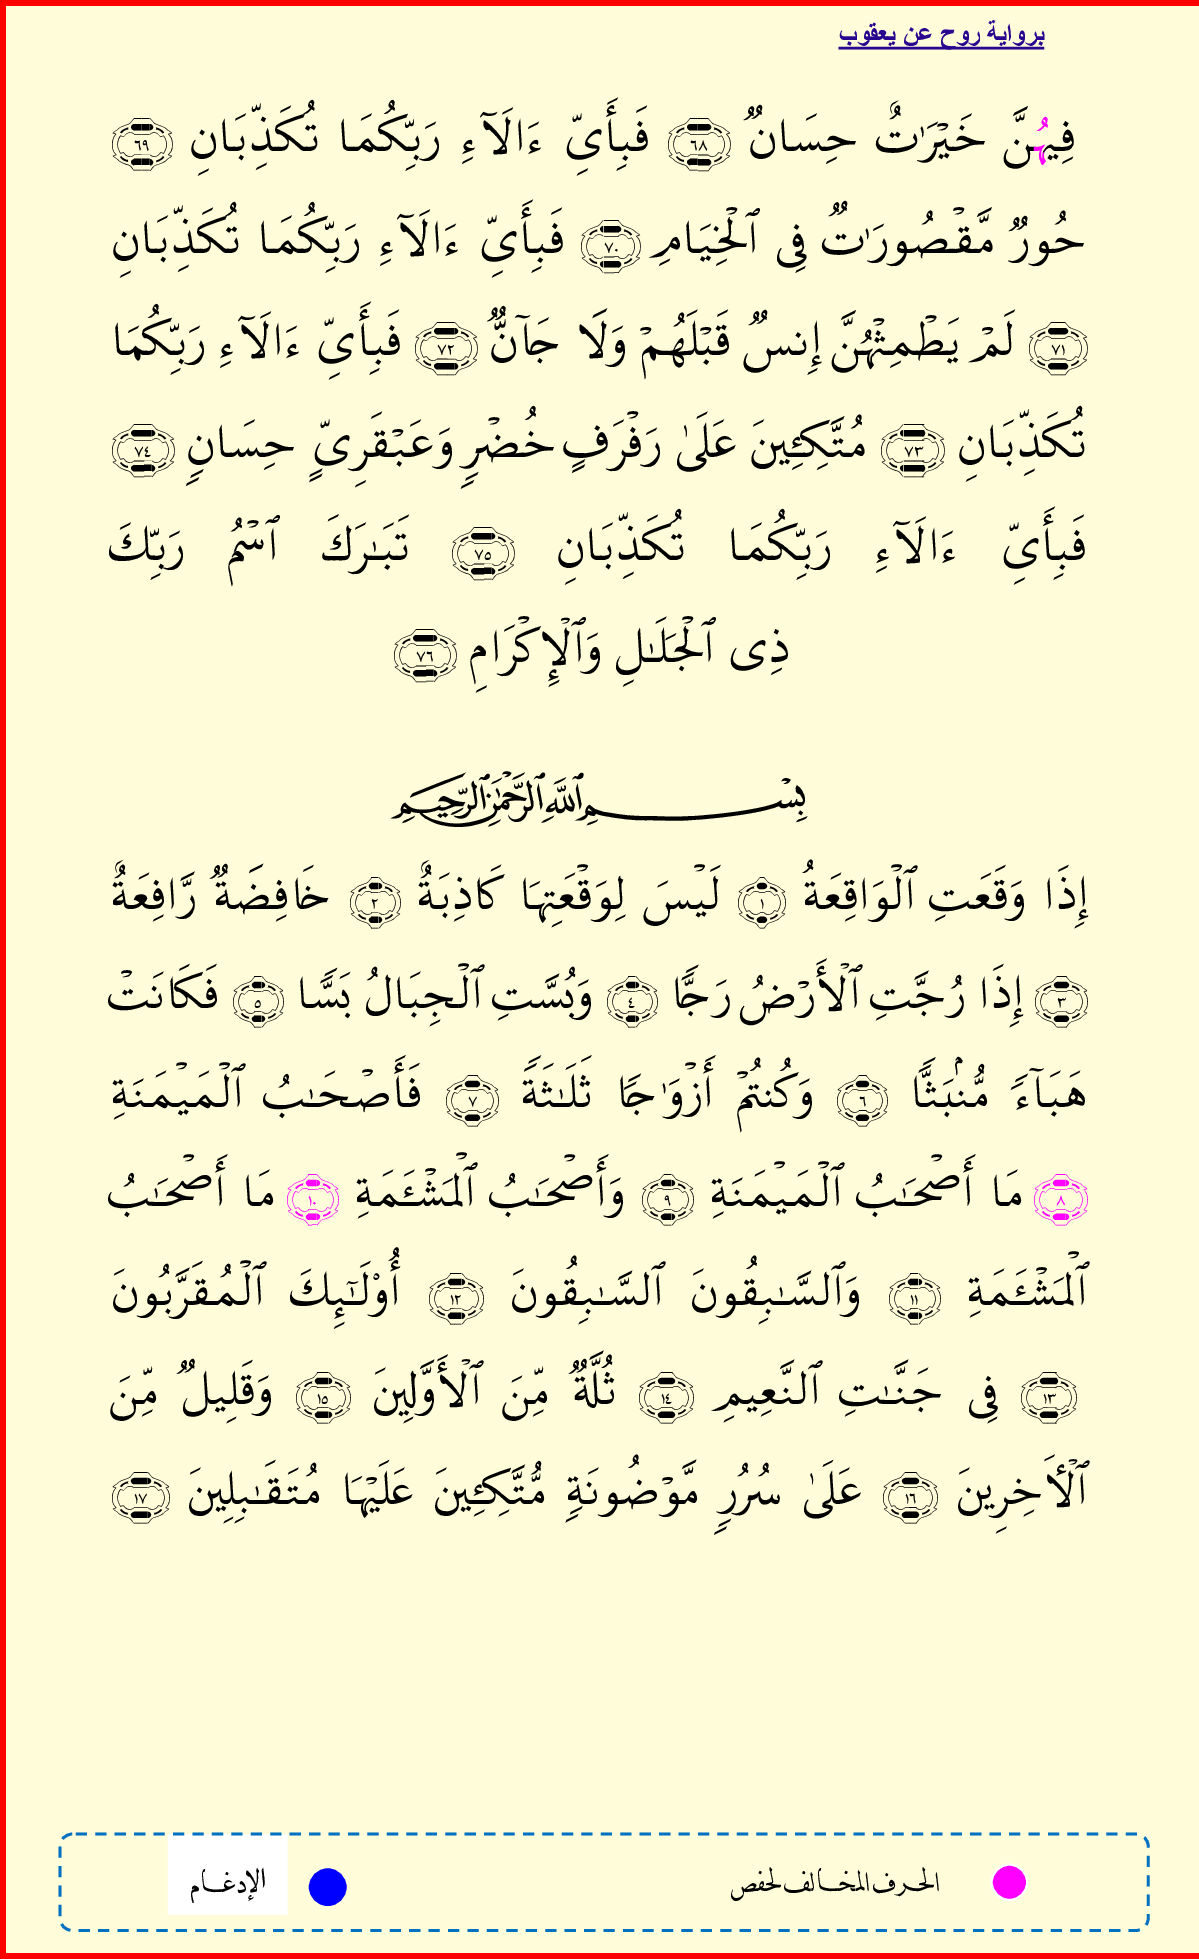 برواية روح عن يعقوب
فِيهُنَّ خَيْرَٰتٌ حِسَانٌ ٦٨ فَبِأَىِّ ءَالَآءِ رَبِّكُمَا تُكَذِّبَانِ ٦٩
حُورٌ مَّقْصُورَٰتٌ فِى ٱلْخِيَامِ ٧٠ فَبِأَىِّ ءَالَآءِ رَبِّكُمَا تُكَذِّبَانِ
٧١ لَمْ يَطْمِثْهُنَّ إِنسٌ قَبْلَهُمْ وَلَا جَآنٌّ ٧٢ فَبِأَىِّ ءَالَآءِ رَبِّكُمَا
تُكَذِّبَانِ ٧٣ مُتَّكِـِٔينَ عَلَىٰ رَفْرَفٍ خُضْرٍ وَعَبْقَرِىٍّ حِسَانٍ ٧٤
فَبِأَىِّ ءَالَآءِ رَبِّكُمَا تُكَذِّبَانِ ٧٥ تَبَـٰرَكَ ٱسْمُ رَبِّكَ
ذِى ٱلْجَلَـٰلِ وَٱلْإِكْرَامِ ٧٦
بِسْمِ ٱللَّهِ ٱلرَّحْمَـٰنِ ٱلرَّحِيمِ
إِذَا وَقَعَتِ ٱلْوَاقِعَةُ ١ لَيْسَ لِوَقْعَتِهَا كَاذِبَةٌ ٢ خَافِضَةٌ رَّافِعَةٌ
٣ إِذَا رُجَّتِ ٱلْأَرْضُ رَجًّا ٤ وَبُسَّتِ ٱلْجِبَالُ بَسًّا ٥ فَكَانَتْ
هَبَآءً مُّنۢبَثًّا ٦ وَكُنتُمْ أَزْوَٰجًا ثَلَـٰثَةً ٧ فَأَصْحَـٰبُ ٱلْمَيْمَنَةِ
٨ مَا أَصْحَـٰبُ ٱلْمَيْمَنَةِ ٩ وَأَصْحَـٰبُ ٱلْمَشْـَٔمَةِ ١٠ مَا أَصْحَـٰبُ
ٱلْمَشْـَٔمَةِ ١١ وَٱلسَّـٰبِقُونَ ٱلسَّـٰبِقُونَ ١٢ أُوْلَـٰٓئِكَ ٱلْمُقَرَّبُونَ
١٣ فِى جَنَّـٰتِ ٱلنَّعِيمِ ١٤ ثُلَّةٌ مِّنَ ٱلْأَوَّلِينَ ١٥ وَقَلِيلٌ مِّنَ
ٱلْأَخِرِينَ ١٦ عَلَىٰ سُرُرٍ مَّوْضُونَةٍ مُّتَّكِـِٔينَ عَلَيْهَا مُتَقَـٰبِلِينَ ١٧
الحرف المخالف لحفص الإدغام